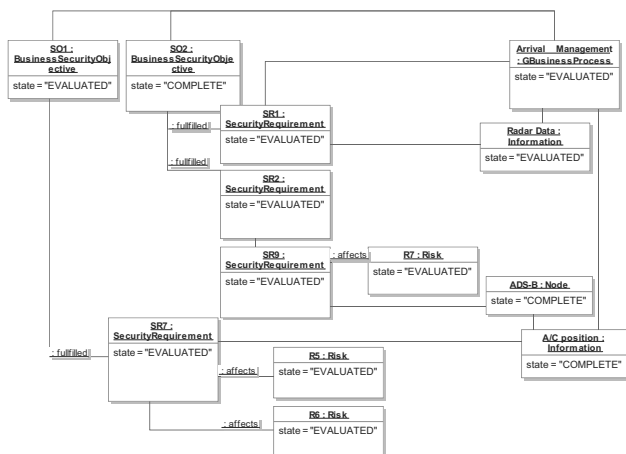 SO1 :
BusinessSecurityObj
ective
state = "EVALUATED"
SO2 :
BusinessSecurityObje
ctive
state = "COMPLETE"
Arrival Management
: GBusinessProcess
state = "EVALUATED"
: fullfilled
SR1 :
SecurityRequirement
state = "EVALUATED"
Radar Data :
Information
state = "EVALUATED"
: fullfilled
SR2 :
SecurityRequirement
state = "EVALUATED"
SR9 :
SecurityRequirement
state = "EVALUATED"
: affects
R7 : Risk
state = "EVALUATED"
ADS-B : Node
state = "COMPLETE"
SR7 :
SecurityRequirement
state = "EVALUATED"
: fullfilled
A/C position :
Information
state = "COMPLETE"
: affects
R5 : Risk
state = "EVALUATED"
: affects
R6 : Risk
state = "EVALUATED"